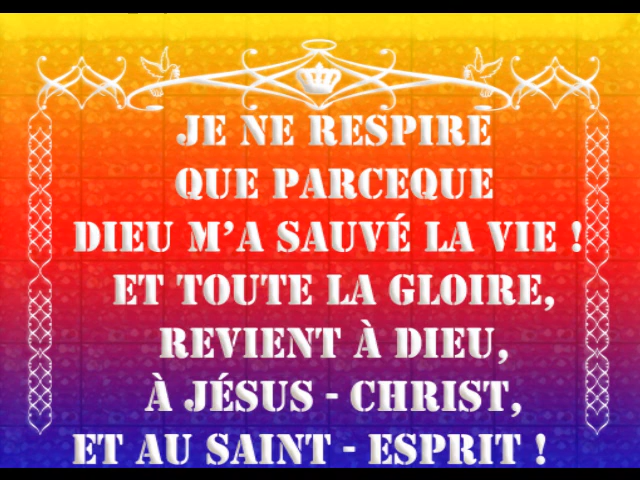 JE NE RESPIRE
QUE PARCEQUE
DIEU M'A SAUVÉ LA VIE !
ET TOUTE LA GLOIRE,
REVIENT À DIEU,
À JÉSUS - CHRIST,
ET AU SAINT - ESPRIT !